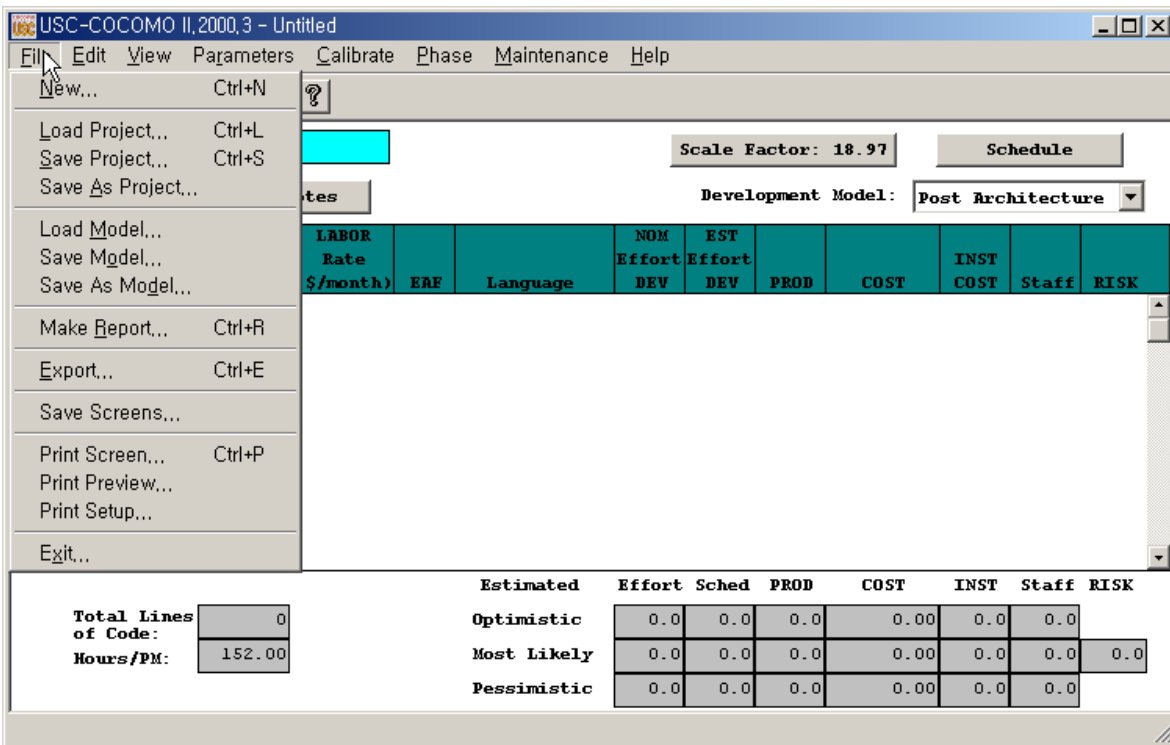 USC-COCOMO II,2000,3 - Untitled
File Edit View Parameters Calibrate Phase Maintenance Help
New,,, Ctrl+N
Load Project,,, Ctrl+L
Save Project,,, Ctrl+S
Save As Project,,,
Load Model,,,
Save Model,,,
Save As Model,,,
Make Report,,, Ctrl+R
Export,,, Ctrl+E
Save Screens,,,
Print Screen,,, Ctrl+P
Print Preview,,,
Print Setup,,,
Exit,,,
?
Scale Factor: 18.97 Schedule
Development Model: Post Architecture
LABOR Rate $/month) EAF Language NOM Effort DEV EST Effort DEV PROD COST INST COST Staff RISK
Estimated Effort Sched PROD COST INST Staff RISK
Total Lines of Code: 0
Hours/PM: 152.00
Optimistic 0.0 0.0 0.0 0.00 0.0 0.0
Most Likely 0.0 0.0 0.0 0.00 0.0 0.0 0.0
Pessimistic 0.0 0.0 0.0 0.00 0.0 0.0